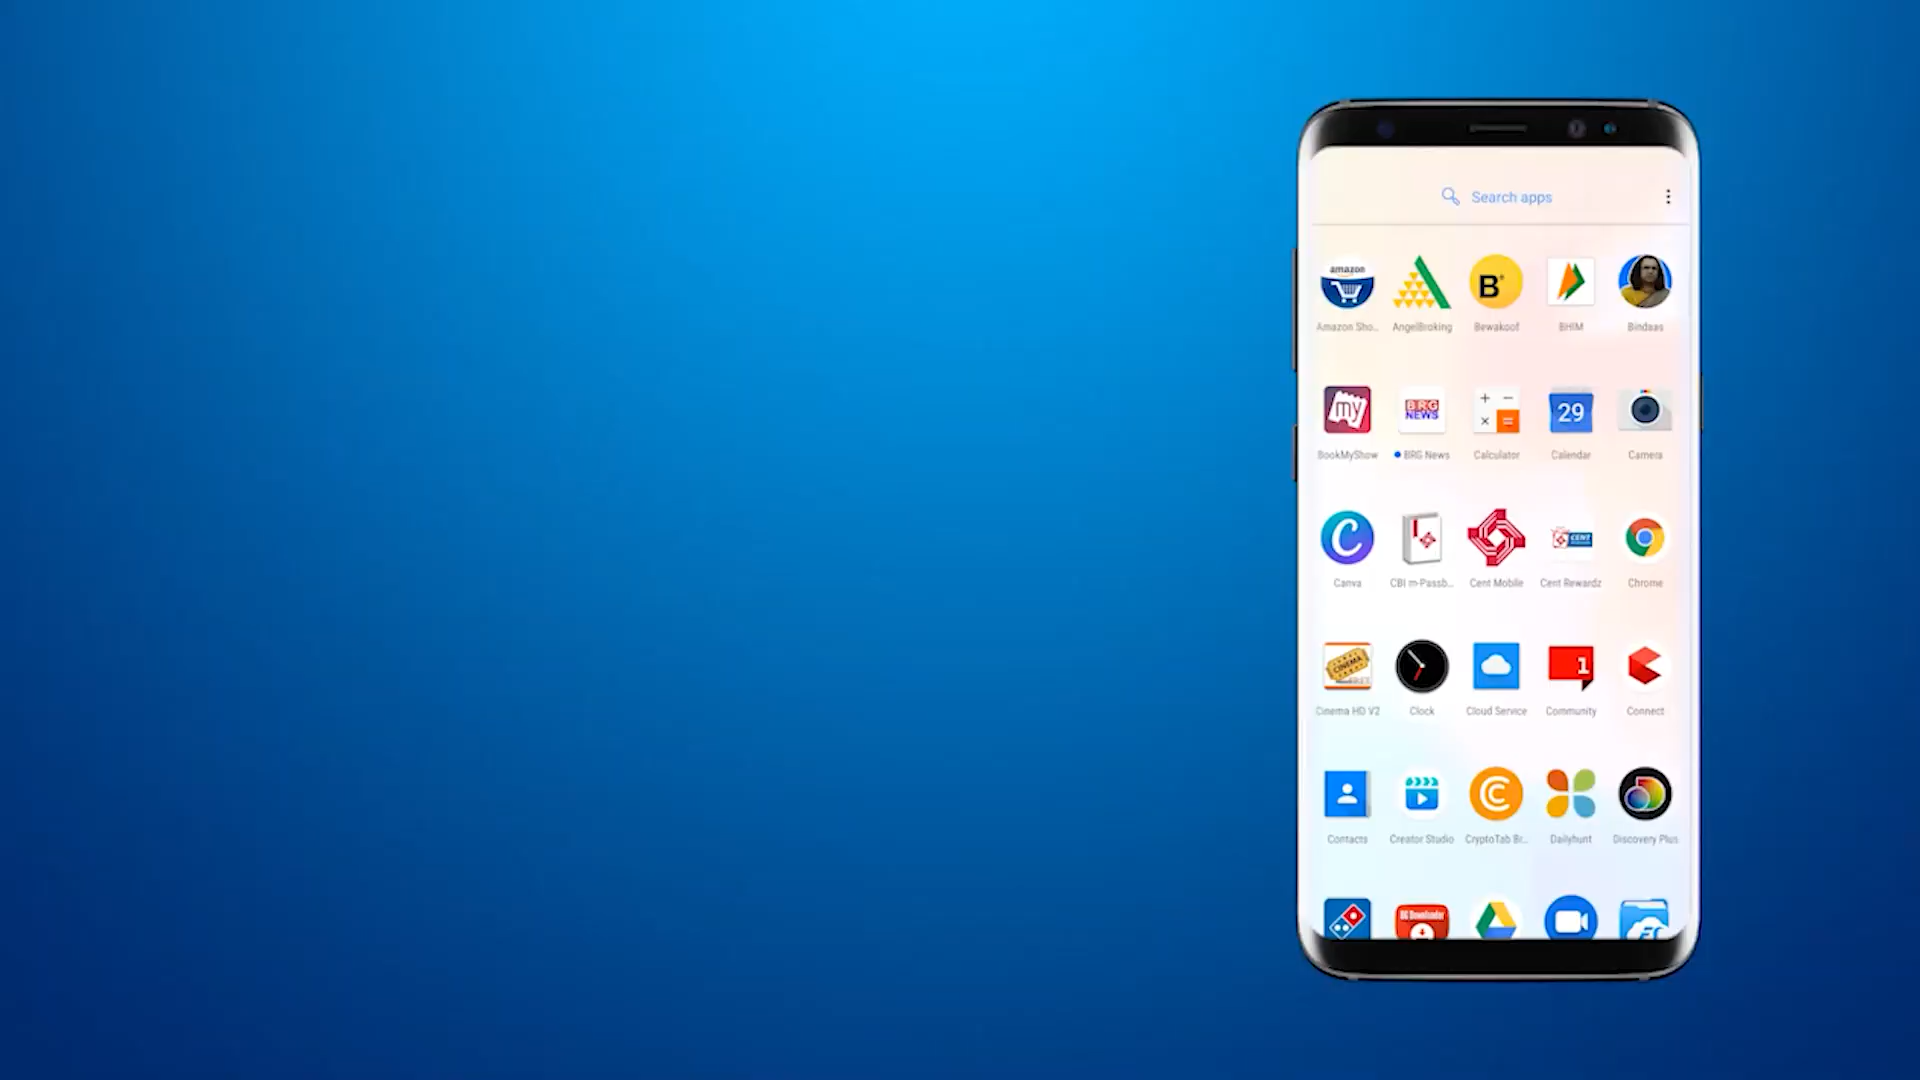 Search apps
amazon
B
Amazon Sho...
AngelBroking
Bewakoof
BHIM
Bindaas
my
BRG
NEWS
29
BookMyShow
BRG News
Calculator
Calendar
Camera
C
CENT
Canva
CBI m-Passb...
Cent Mobile
Cent Rewardz
Chrome
CINEMA
1
Cinema HD V2
Clock
Cloud Service
Community
Connect
Contacts
Creator Studio
CryptoTab Br...
Dailyhunt
Discovery Plus